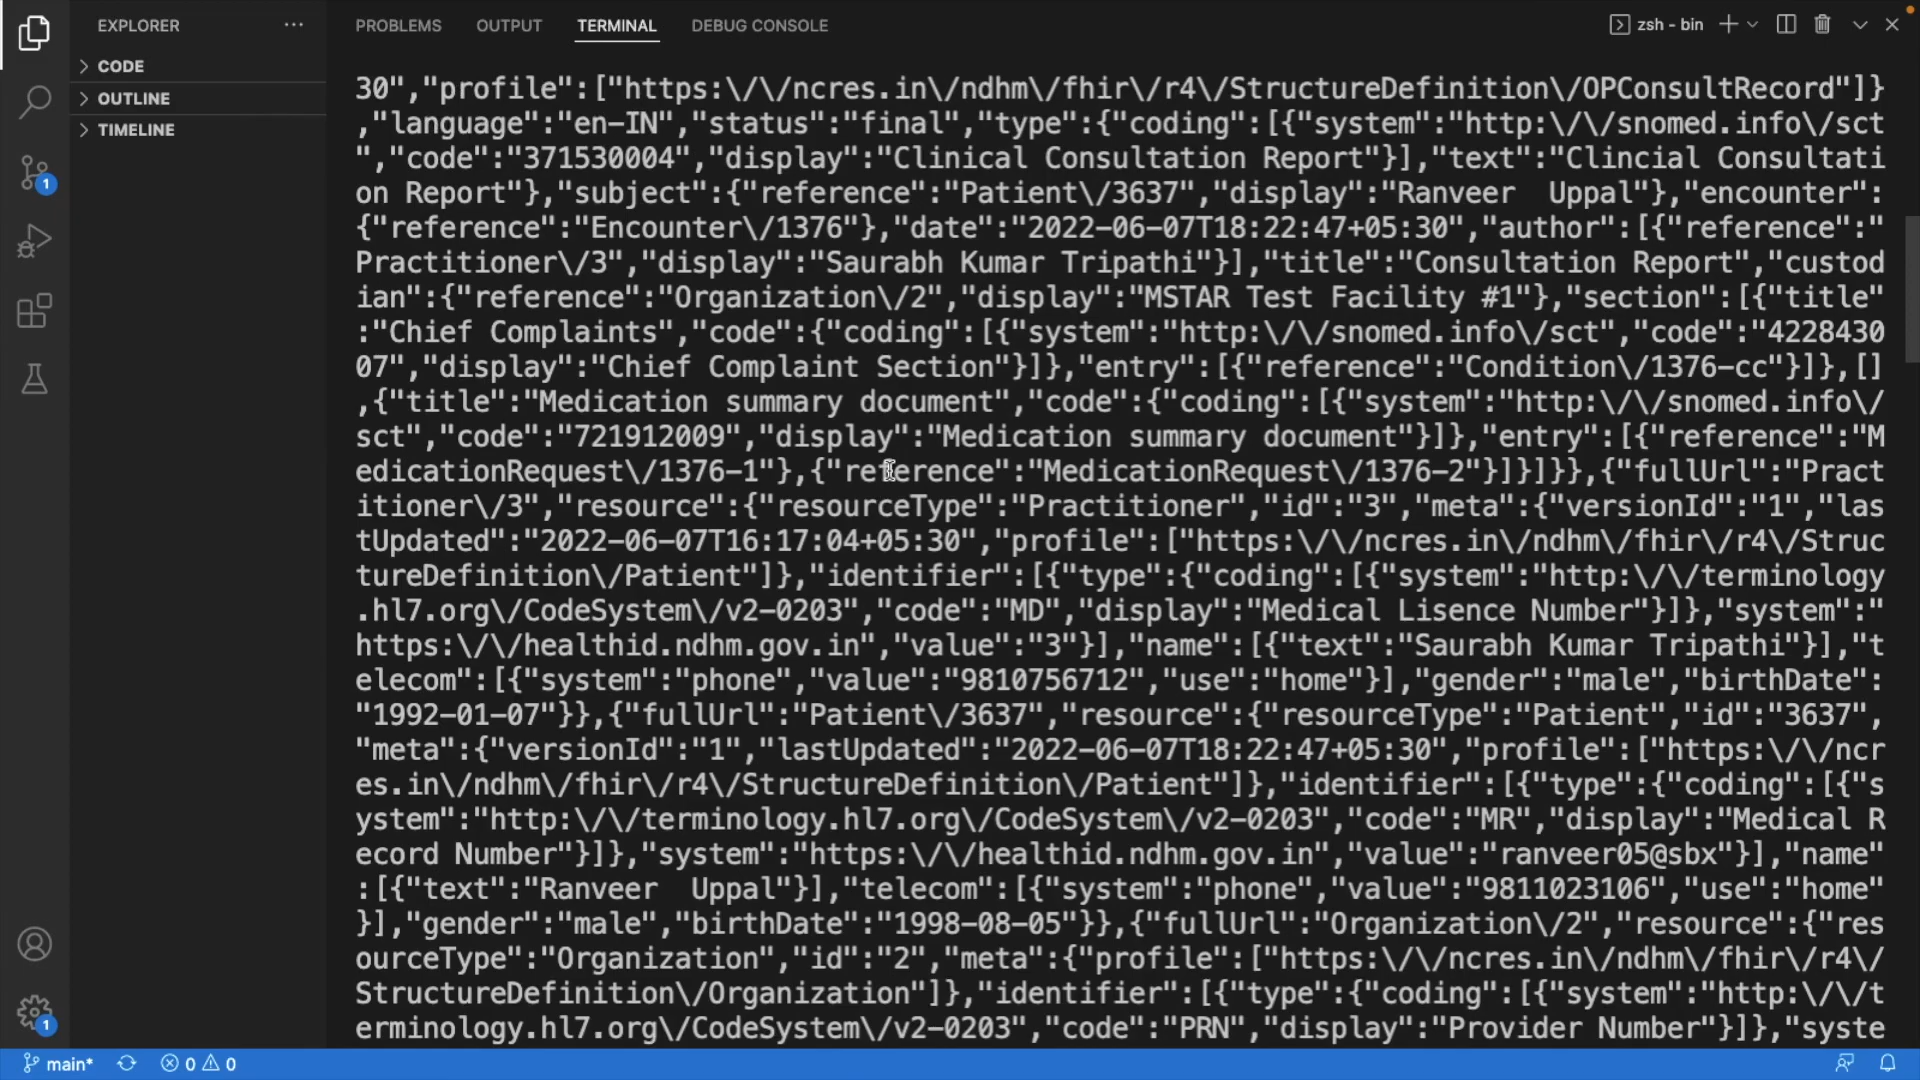 EXPLORER
CODE
OUTLINE
TIMELINE
PROBLEMS OUTPUT TERMINAL DEBUG CONSOLE
zsh - bin
30","profile":["https:\/\/ncres.in\/ndhm\/fhir\/r4\/StructureDefinition\/OPConsultRecord"]}
,"language":"en-IN","status":"final","type":{"coding":[{"system":"http:\/\/snomed.info\/sct
","code":"371530004","display":"Clinical Consultation Report"}],"text":"Clincial Consultati
on Report"},"subject":{"reference":"Patient\/3637","display":"Ranveer  Uppal"},"encounter":
{"reference":"Encounter\/1376"},"date":"2022-06-07T18:22:47+05:30","author":[{"reference":"
Practitioner\/3","display":"Saurabh Kumar Tripathi"}],"title":"Consultation Report","custod
ian":{"reference":"Organization\/2","display":"MSTAR Test Facility #1"},"section":[{"title"
:"Chief Complaints","code":{"coding":[{"system":"http:\/\/snomed.info\/sct","code":"4228430
07","display":"Chief Complaint Section"}]},"entry":[{"reference":"Condition\/1376-cc"}]},[]
,{"title":"Medication summary document","code":{"coding":[{"system":"http:\/\/snomed.info\/
sct","code":"721912009","display":"Medication summary document"}]},"entry":[{"reference":"M
edicationRequest\/1376-1"},{"reference":"MedicationRequest\/1376-2"}]}]}},{"fullUrl":"Pract
itioner\/3","resource":{"resourceType":"Practitioner","id":"3","meta":{"versionId":"1","las
tUpdated":"2022-06-07T16:17:04+05:30","profile":["https:\/\/ncres.in\/ndhm\/fhir\/r4\/Struc
tureDefinition\/Patient"]},"identifier":[{"type":{"coding":[{"system":"http:\/\/terminology
.hl7.org\/CodeSystem\/v2-0203","code":"MD","display":"Medical Lisence Number"}]},"system":"
https:\/\/healthid.ndhm.gov.in","value":"3"}],"name":[{"text":"Saurabh Kumar Tripathi"}],"t
elecom":[{"system":"phone","value":"9810756712","use":"home"}],"gender":"male","birthDate":
"1992-01-07"}},{"fullUrl":"Patient\/3637","resource":{"resourceType":"Patient","id":"3637",
"meta":{"versionId":"1","lastUpdated":"2022-06-07T18:22:47+05:30","profile":["https:\/\/ncr
es.in\/ndhm\/fhir\/r4\/StructureDefinition\/Patient"]},"identifier":[{"type":{"coding":[{"s
ystem":"http:\/\/terminology.hl7.org\/CodeSystem\/v2-0203","code":"MR","display":"Medical R
ecord Number"}]},"system":"https:\/\/healthid.ndhm.gov.in","value":"ranveer05@sbx"}],"name"
:[{"text":"Ranveer  Uppal"}],"telecom":[{"system":"phone","value":"9811023106","use":"home"
}],"gender":"male","birthDate":"1998-08-05"}},{"fullUrl":"Organization\/2","resource":{"res
ourceType":"Organization","id":"2","meta":{"profile":["https:\/\/ncres.in\/ndhm\/fhir\/r4\/
StructureDefinition\/Organization"]},"identifier":[{"type":{"coding":[{"system":"http:\/\/t
erminology.hl7.org\/CodeSystem\/v2-0203","code":"PRN","display":"Provider Number"}]},"syste
1
1
main* 0 0